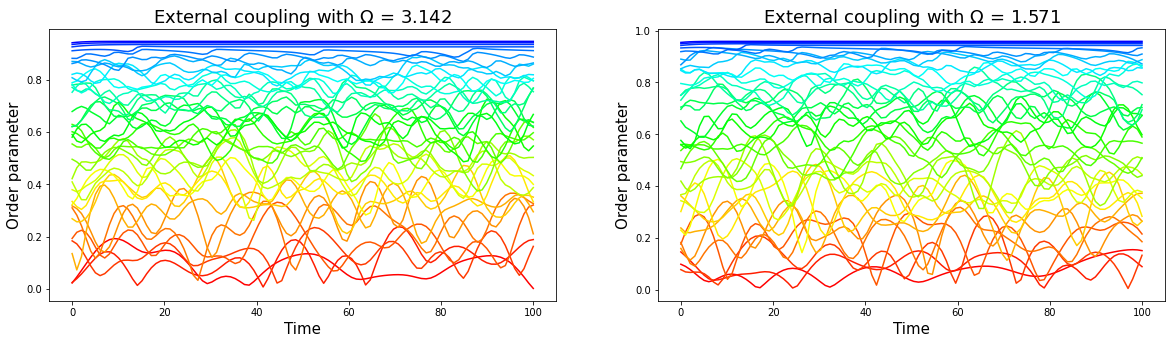 External coupling with Ω = 3.142
Order parameter
0.8
0.6
0.4
0.2
0.0
0 20 40 60 80 100
Time
External coupling with Ω = 1.571
Order parameter
1.0
0.8
0.6
0.4
0.2
0.0
0 20 40 60 80 100
Time